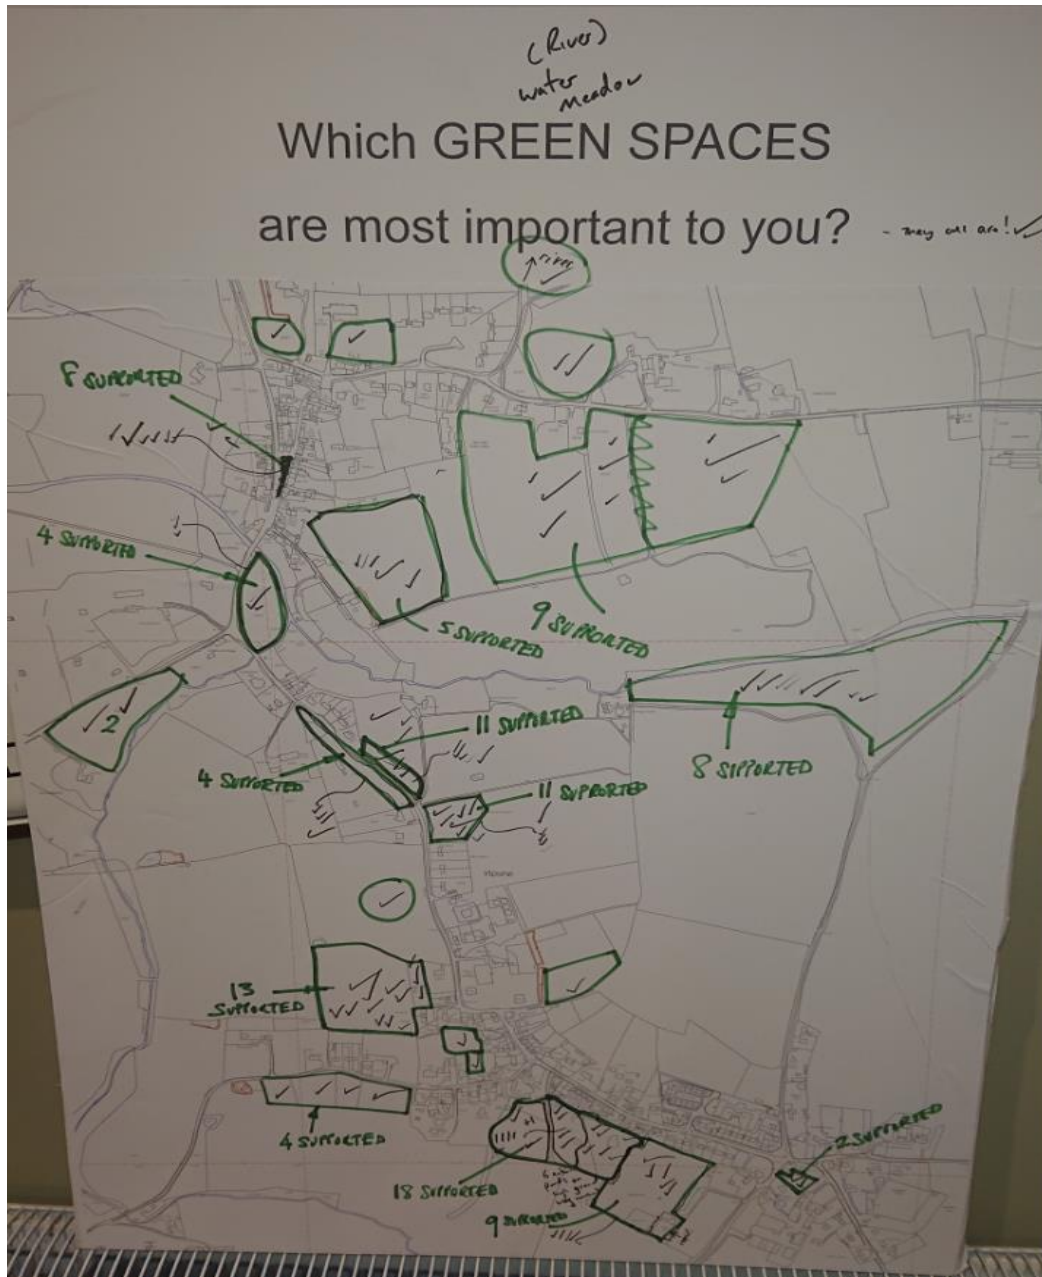 (River)
water
meadow
Which GREEN SPACES
are most important to you?
- They all are!
↑ river
8 SUPPORTED
4 SUPPORTED
5 SUPPORTED
9 SUPPORTED
2
11 SUPPORTED
4 SUPPORTED
8 SUPPORTED
11 SUPPORTED
13
SUPPORTED
4 SUPPORTED
2 SUPPORTED
18 SUPPORTED
9 SUPPORTED